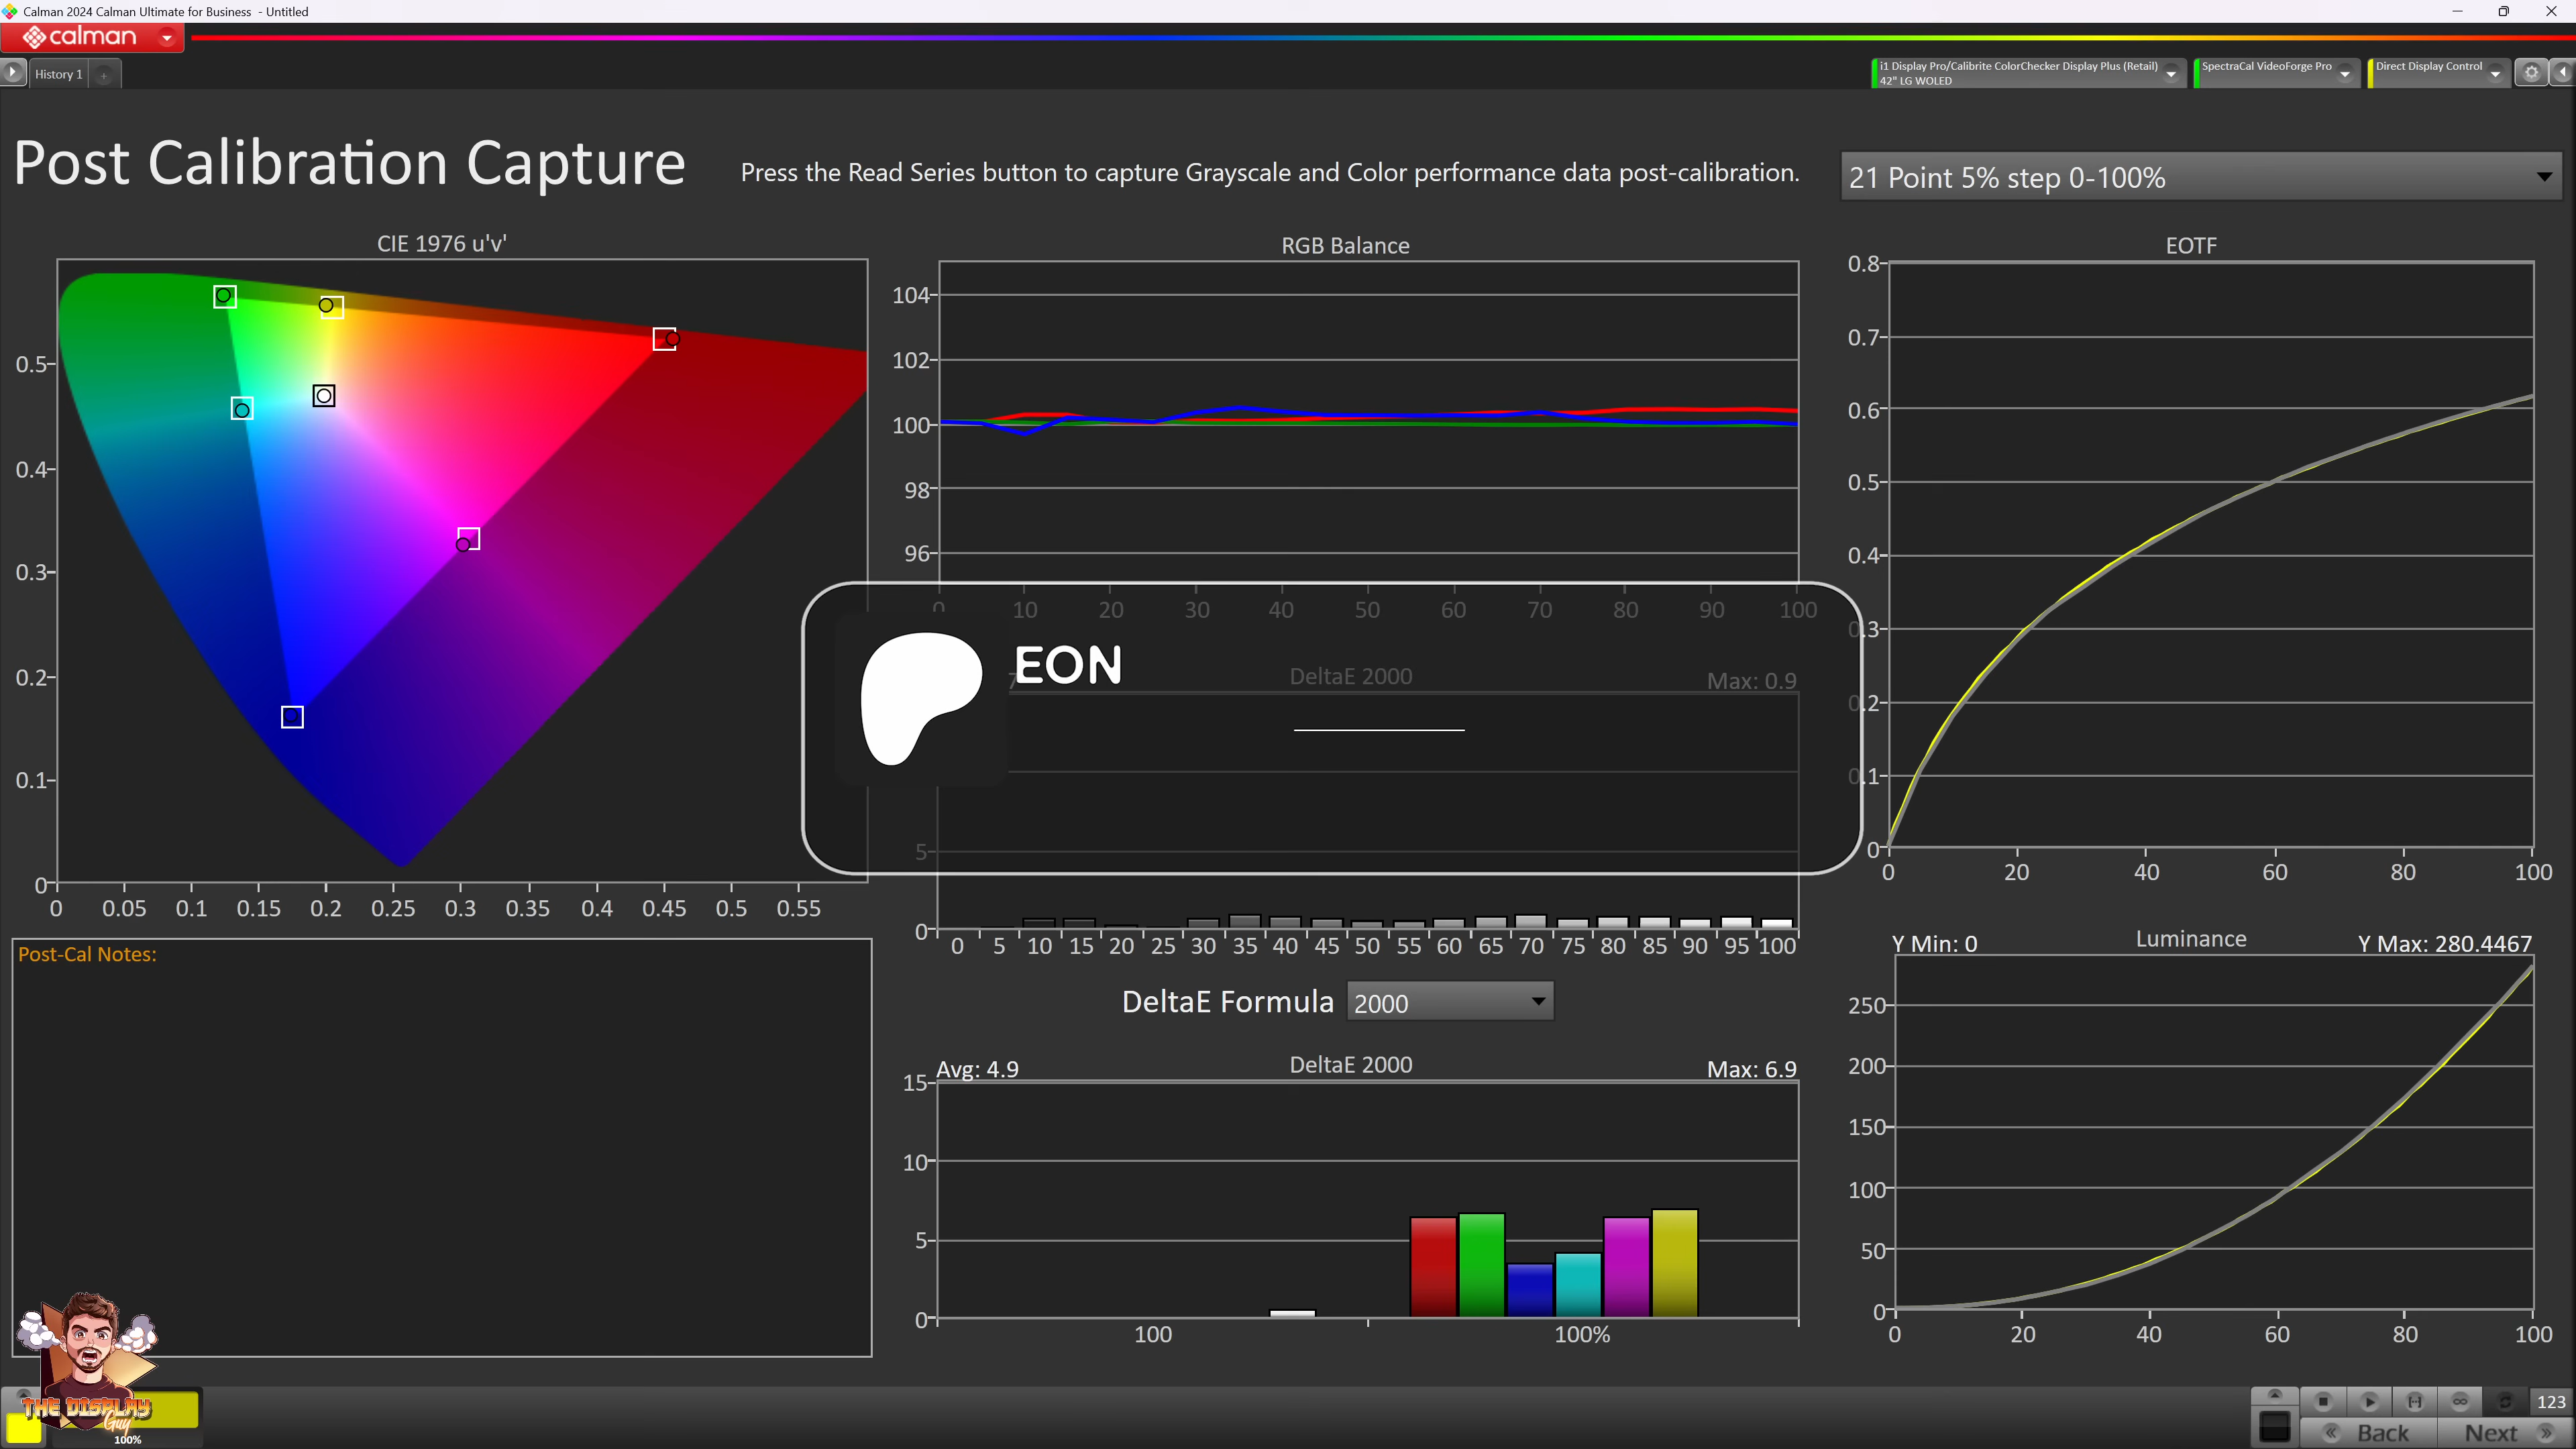 Calman 2024 Calman Ultimate for Business - Untitled
calman
History 1 +
i1 Display Pro/Calibrite ColorChecker Display Plus (Retail)
42" LG WOLED
SpectraCal VideoForge Pro
Direct Display Control
Post Calibration Capture
Press the Read Series button to capture Grayscale and Color performance data post-calibration.
21 Point 5% step 0-100%
CIE 1976 u'v'
0.5
0.4
0.3
0.2
0.1
0
0 0.05 0.1 0.15 0.2 0.25 0.3 0.35 0.4 0.45 0.5 0.55
RGB Balance
104
102
100
98
96
0 10 20 30 40 50 60 70 80 90 100
EON
DeltaE 2000
Max: 0.9
5
0
0 5 10 15 20 25 30 35 40 45 50 55 60 65 70 75 80 85 90 95 100
DeltaE Formula 2000
Avg: 4.9
DeltaE 2000
Max: 6.9
15
10
5
0
100 100%
EOTF
0.8
0.7
0.6
0.5
0.4
0.3
0.2
0.1
0
0 20 40 60 80 100
Y Min: 0
Luminance
Y Max: 280.4467
250
200
150
100
50
0
0 20 40 60 80 100
Post-Cal Notes:
THE DISPLAY
Guy
100%
123
Back
Next